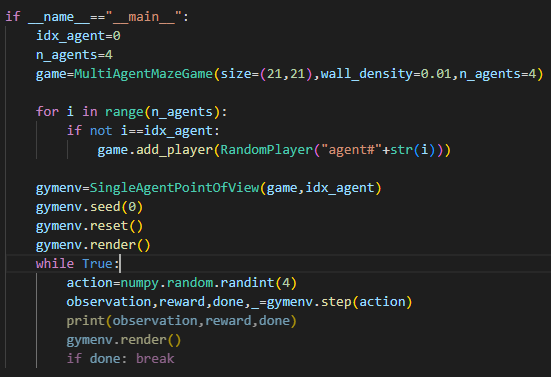 if __name__=="__main__":
    idx_agent=0
    n_agents=4
    game=MultiAgentMazeGame(size=(21,21),wall_density=0.01,n_agents=4)

    for i in range(n_agents):
        if not i==idx_agent:
            game.add_player(RandomPlayer("agent#"+str(i)))

    gymenv=SingleAgentPointOfView(game,idx_agent)
    gymenv.seed(0)
    gymenv.reset()
    gymenv.render()
    while True:
        action=numpy.random.randint(4)
        observation,reward,done,_=gymenv.step(action)
        print(observation,reward,done)
        gymenv.render()
        if done: break